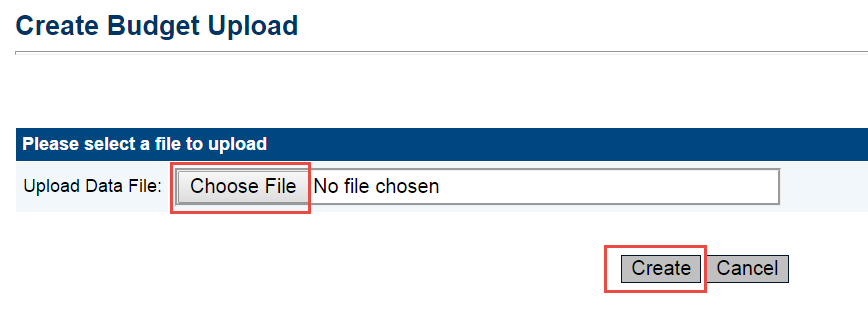 Create Budget Upload
Please select a file to upload
Upload Data File: Choose File No file chosen
Create Cancel